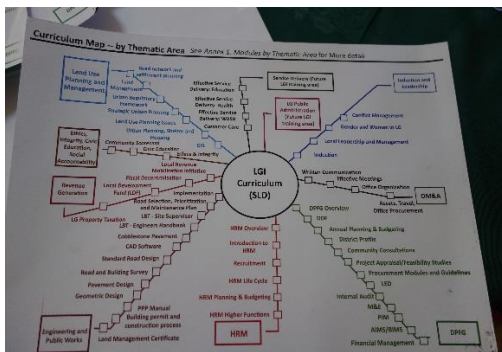 Curriculum Map -- by Thematic Area
See Annex 1. Modules by Thematic Area for More Detail
Land Use
Planning and
Management
Land
Management
Urban Regulatory
Framework
Strategic Urban Planning
Land Use Planning Basics
Urban Planning, Shelter and
Housing
GIS
Effective Service
Delivery: Education
Effective Service
Delivery: Health
Effective Service
Delivery: WASH
Customer Care
Service Delivery (Future
LGI training area)
LG Public
Administration
(Future LGI
training area)
Induction and
Leadership
Conflict Management
Gender and Women in LG
Local Leadership and Management
Induction
Ethics,
Integrity, Civic
Education,
Social
Accountability
Community Scorecard
Civic Education
Ethics & Integrity
LGI
Curriculum
(SLD)
Written Communication
Effective Meetings
Office Organization
Assets, Travel,
Office Procurement
OM&A
Revenue
Generation
Local Revenue
Mobilization Initiative
Fiscal Decentralization
Local Development
Fund (LDF)
LG Property Taxation
Implementation
Road Selection, Prioritization
and Maintenance Plan
LBT - Site Supervisor
LBT - Engineers Handbook
Cobblestone Pavement
CAD Software
Standard Road Design
Road and Building Survey
Pavement Design
Geometric Design
PPP Manual
Building permit and
construction process
Land Management Certificate
Engineering and
Public Works
HRM Overview
Introduction to
HRM
Recruitment
HRM Life Cycle
HRM Planning & Budgeting
HRM Higher Functions
HRM
DPFG Overview
DDF
Annual Planning & Budgeting
District Profile
Community Consultations
Project Appraisal/Feasibility Studies
Procurement Modules and Guidelines
LED
Internal Audit
M&E
PIM
AIMS/BIMS
Financial Management
DPFG